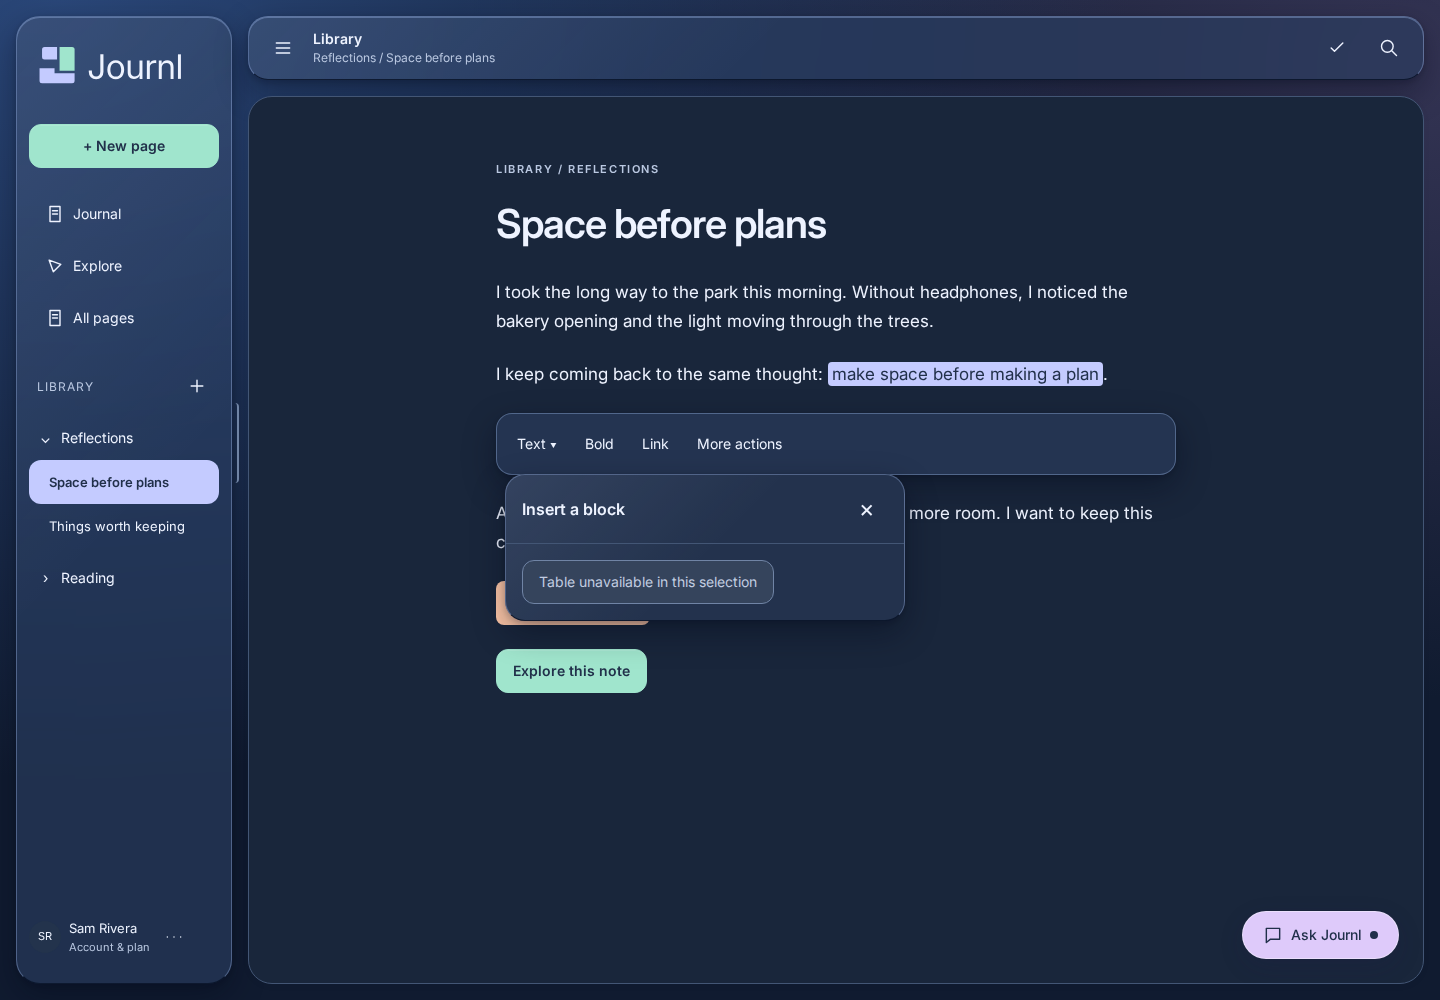 Journl
+ New page
Journal
Explore
All pages
LIBRARY
Reflections
Space before plans
Things worth keeping
Reading
SR
Sam Rivera
Account & plan
Library
Reflections / Space before plans
LIBRARY / REFLECTIONS
Space before plans
I took the long way to the park this morning. Without headphones, I noticed the
bakery opening and the light moving through the trees.
I keep coming back to the same thought: make space before making a plan.
Text Bold Link More actions
more room. I want to keep this
Insert a block
Table unavailable in this selection
Explore this note
Ask Journl